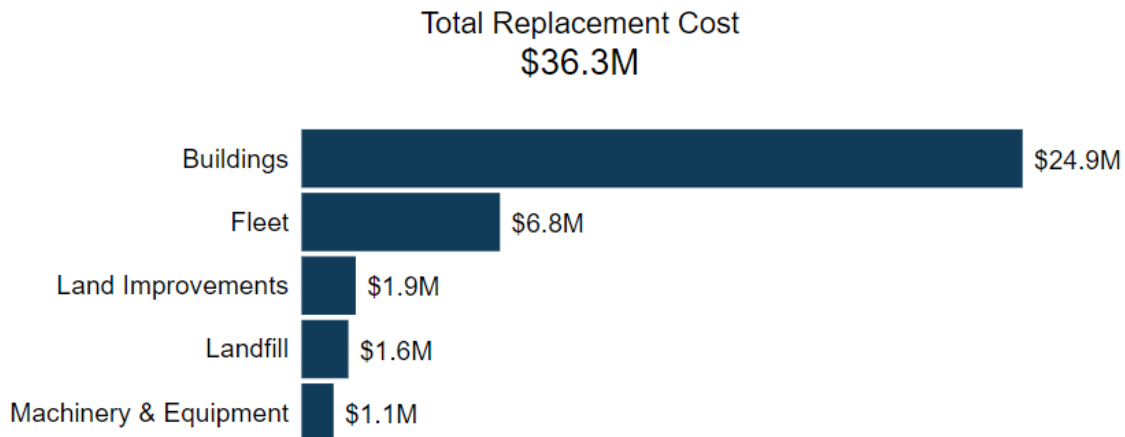 Total Replacement Cost
$36.3M
Buildings $24.9M
Fleet $6.8M
Land Improvements $1.9M
Landfill $1.6M
Machinery & Equipment $1.1M